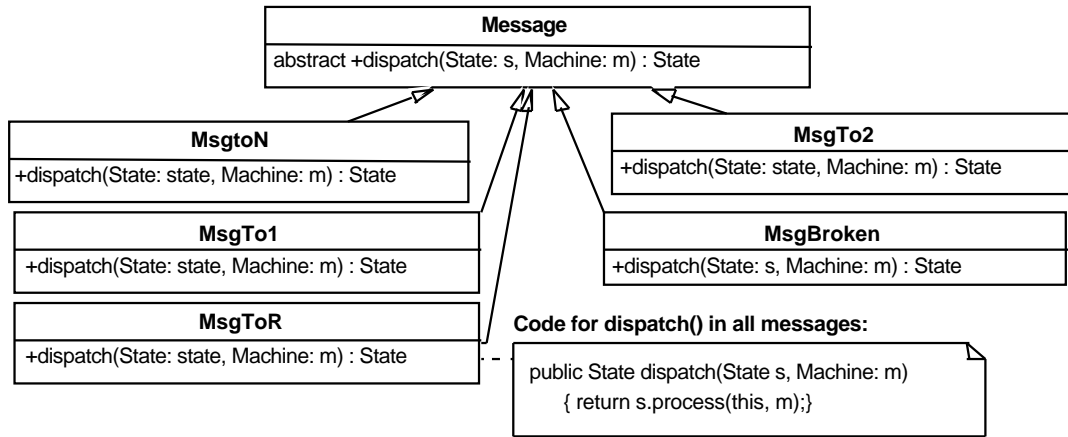 Message
abstract +dispatch(State: s, Machine: m) : State
MsgtoN
+dispatch(State: state, Machine: m) : State
MsgTo2
+dispatch(State: state, Machine: m) : State
MsgTo1
+dispatch(State: state, Machine: m) : State
MsgBroken
+dispatch(State: s, Machine: m) : State
MsgToR
+dispatch(State: state, Machine: m) : State
Code for dispatch() in all messages:
public State dispatch(State s, Machine: m)
{ return s.process(this, m);}